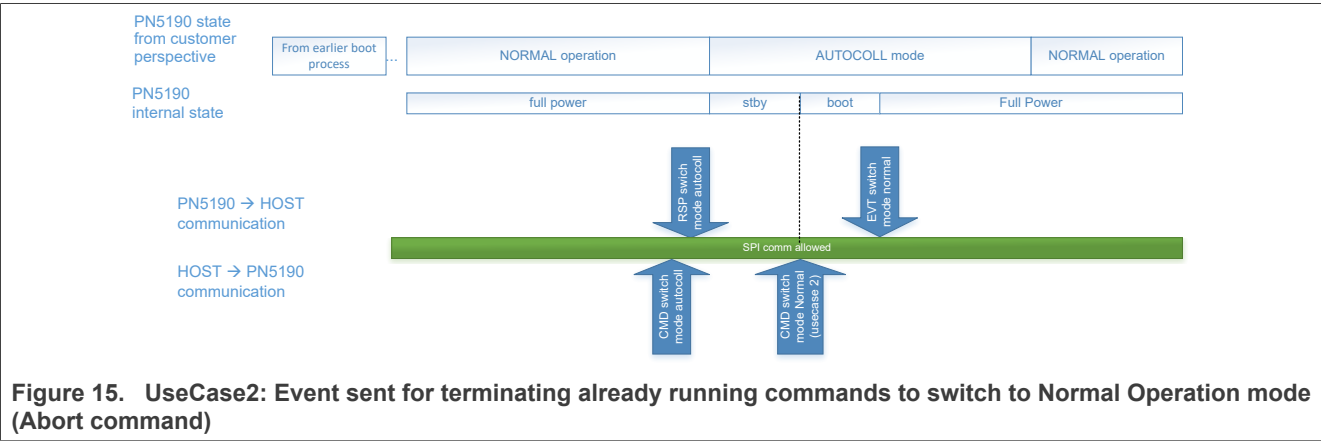 PN5190 state
from customer
perspective
From earlier boot
process
...
NORMAL operation
AUTOCOLL mode
NORMAL operation
PN5190
internal state
full power
stby
boot
Full Power
RSP swich
mode autocoll
EVT switch
mode normal
PN5190 → HOST
communication
SPI comm allowed
HOST → PN5190
communication
CMD switch
mode autocoll
CMD switch
mode Normal
(usecase 2)
Figure 15. UseCase2: Event sent for terminating already running commands to switch to Normal Operation mode
(Abort command)